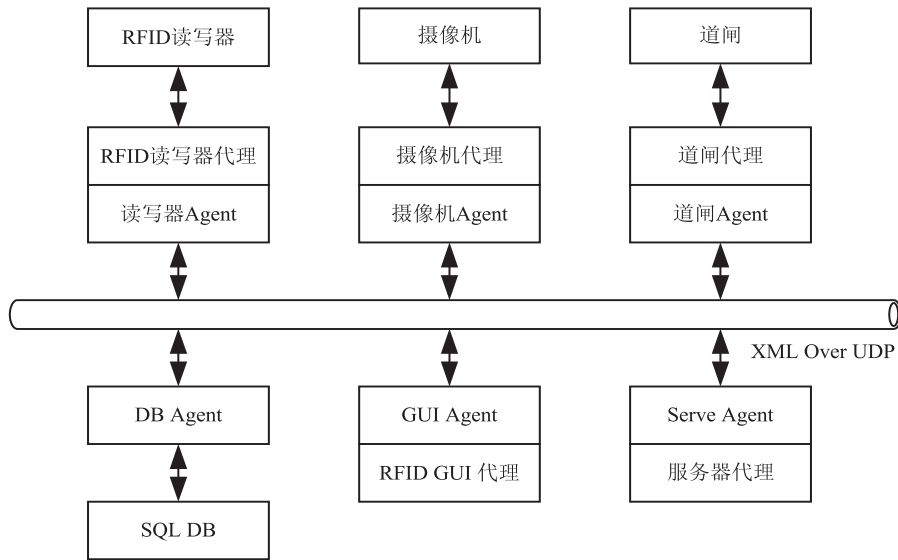 RFID读写器
摄像机
道闸
RFID读写器代理
摄像机代理
道闸代理
读写器Agent
摄像机Agent
道闸Agent
XML Over UDP
DB Agent
GUI Agent
Serve Agent
RFID GUI 代理
服务器代理
SQL DB